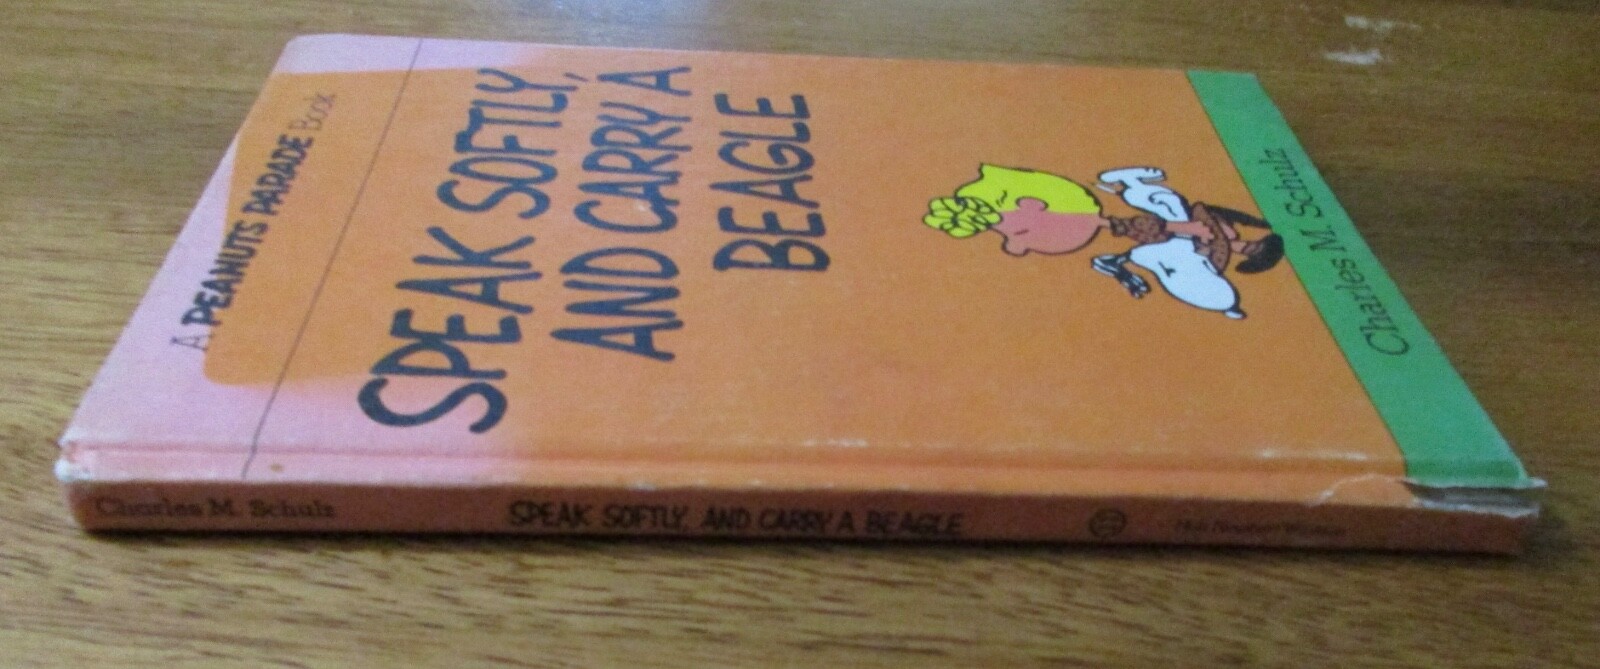 A PEANUTS PARADE Book
SPEAK SOFTLY,
AND CARRY A
BEAGLE
Charles M. Schulz
Charles M. Schulz
SPEAK SOFTLY, AND CARRY A BEAGLE